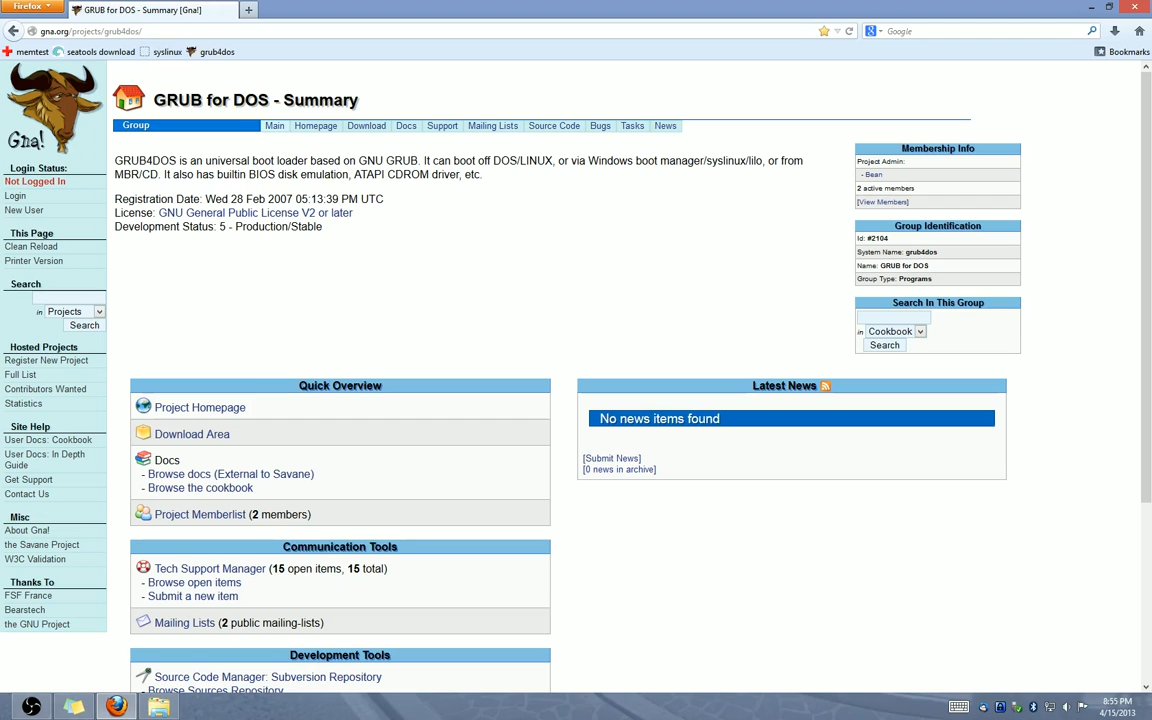 Firefox
GRUB for DOS - Summary [Gna!]
gna.org/projects/grub4dos/
Google
memtest
seatools download
syslinux
grub4dos
Bookmarks
Gna!
Login Status:
Not Logged In
Login
New User
This Page
Clean Reload
Printer Version
Search
in Projects
Search
Hosted Projects
Register New Project
Full List
Contributors Wanted
Statistics
Site Help
User Docs: Cookbook
User Docs: In Depth
Guide
Get Support
Contact Us
Misc
About Gna!
the Savane Project
W3C Validation
Thanks To
FSF France
Bearstech
the GNU Project
GRUB for DOS - Summary
Group
Main
Homepage
Download
Docs
Support
Mailing Lists
Source Code
Bugs
Tasks
News
GRUB4DOS is an universal boot loader based on GNU GRUB. It can boot off DOS/LINUX, or via Windows boot manager/syslinux/lilo, or from
MBR/CD. It also has builtin BIOS disk emulation, ATAPI CDROM driver, etc.
Registration Date: Wed 28 Feb 2007 05:13:39 PM UTC
License: GNU General Public License V2 or later
Development Status: 5 - Production/Stable
Membership Info
Project Admin:
- Bean
2 active members
[View Members]
Group Identification
Id: #2104
System Name: grub4dos
Name: GRUB for DOS
Group Type: Programs
Search In This Group
in Cookbook
Search
Quick Overview
Project Homepage
Download Area
Docs
- Browse docs (External to Savane)
- Browse the cookbook
Project Memberlist (2 members)
Latest News
No news items found
[Submit News]
[0 news in archive]
Communication Tools
Tech Support Manager (15 open items, 15 total)
- Browse open items
- Submit a new item
Mailing Lists (2 public mailing-lists)
Development Tools
Source Code Manager: Subversion Repository
- Browse Sources Repository
8:55 PM
4/15/2013